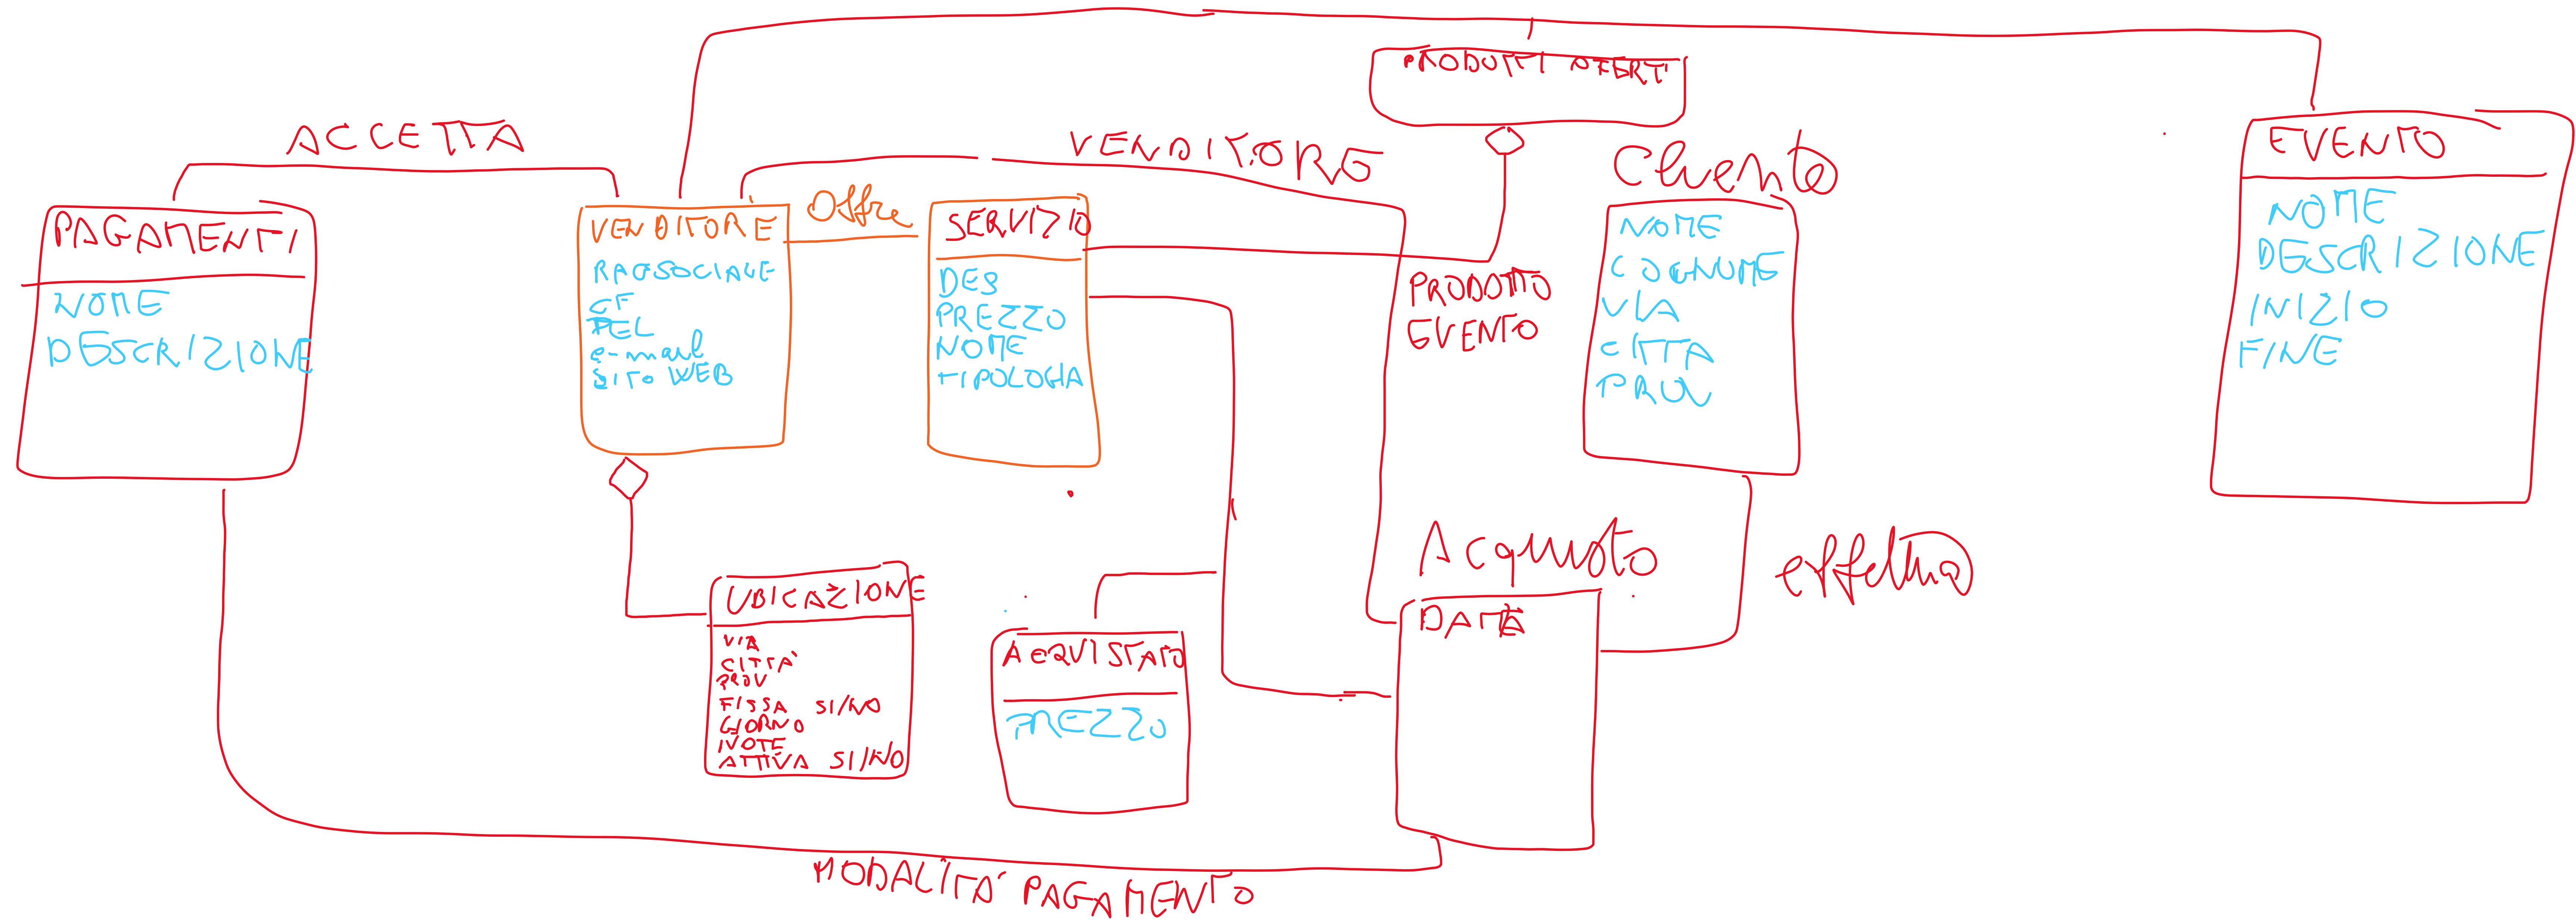 PRODOTTI OFERTI
ACCETTA
VENDITORE
Cliente
EVENTO
NOME
DESCRIZIONE
INIZIO
FINE
PAGAMENTI
NOME
DESCRIZIONE
VENDITORE
RAGSOCIALE
CF
TEL
e-mail
SITO WEB
Offre
SERVIZIO
DES
PREZZO
NOME
TIPOLOGIA
PRODOTTO
EVENTO
NOME
COGNOME
VIA
CITTA
PROV
Acquisto
DATA
effettua
UBICAZIONE
VIA
CITTA'
PROV
FISSA SI/NO
GIORNO
NOTE
ATTIVA SI/NO
ACQUISTATO
PREZZO
MODALITA' PAGAMENTO